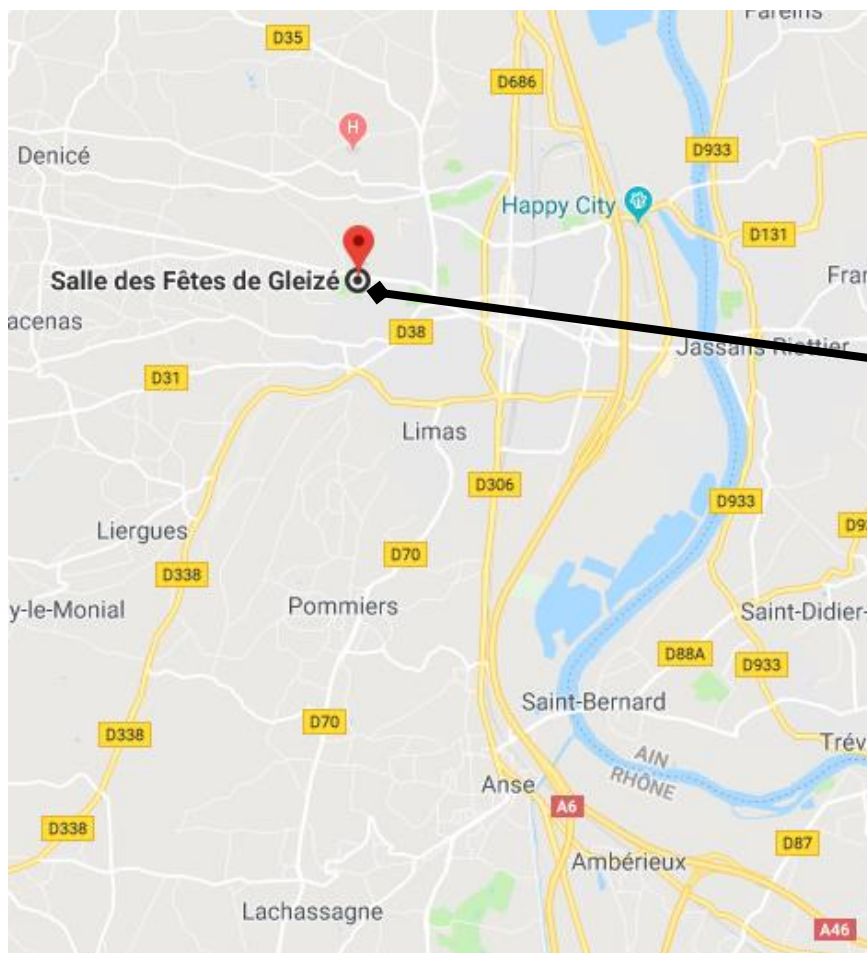 Pareins
D35
D686
H
D933
Denicé
Happy City
D131
Salle des Fêtes de Gleizé
Fran
acenas
D38
Jassans Riottier
D31
Limas
D306
D933
Liergues
D9
D70
D338
y-le-Monial
Pommiers
Saint-Didier-
D88A
D933
Saint-Bernard
D70
D338
Trév
AIN
RHÔNE
Anse
A6
D338
D87
Ambérieux
Lachassagne
A46